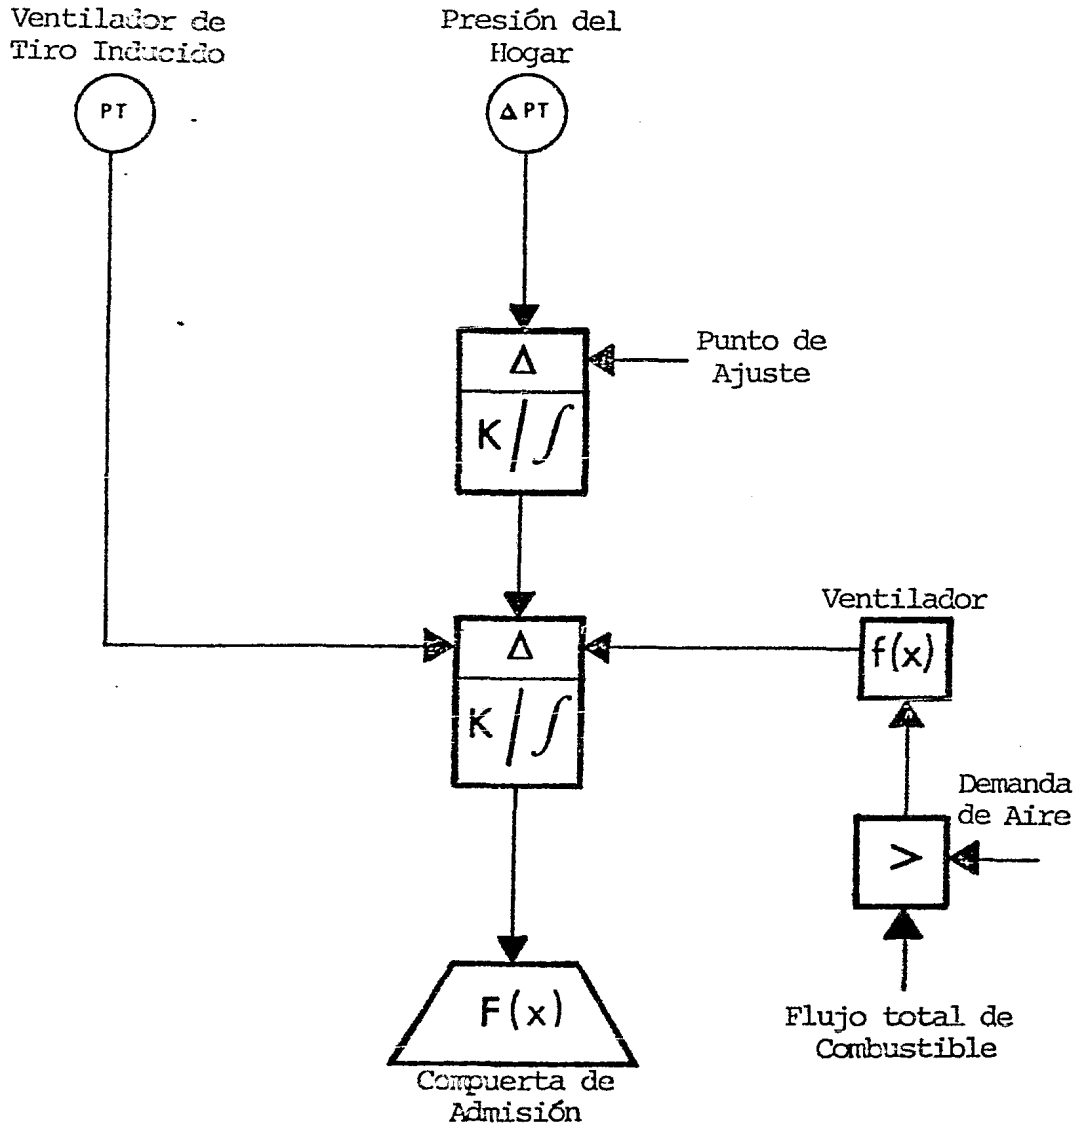 Ventilador de
Tiro Inducido
Presión del
Hogar
PT
Δ PT
Δ
Punto de
Ajuste
K / ∫
Ventilador
Δ
f(x)
K / ∫
Demanda
de Aire
>
F(x)
Flujo total de
Combustible
Compuerta de
Admisión